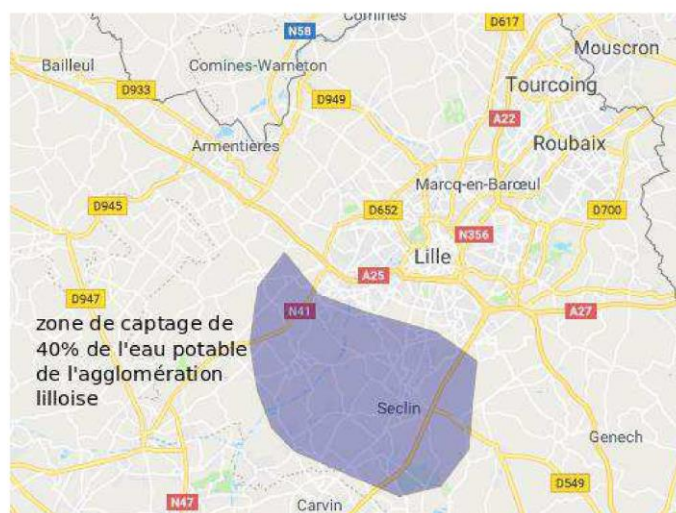 Comines
N58
D617
Mouscron
Bailleul
Comines-Warneton
D933
D949
Tourcoing
A22
Armentières
Roubaix
Marcq-en-Barœul
D945
D652
D700
N356
Lille
A25
D947
N41
A27
zone de captage de
40% de l'eau potable
de l'agglomération
lilloise
Seclin
Genech
D549
N47
Carvin